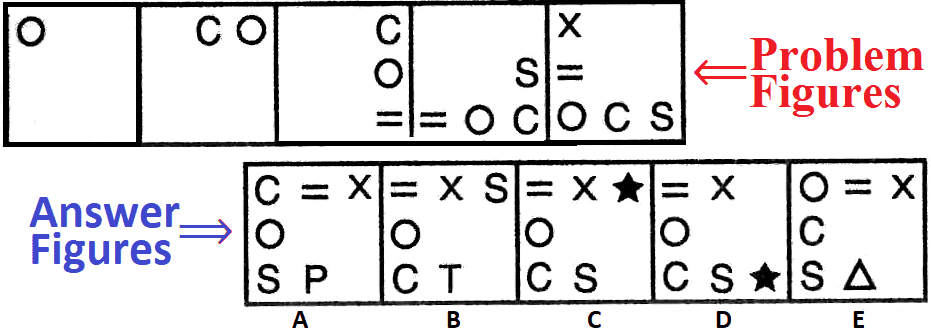 O C O C X
O S =
= = O C O C S
⇐ Problem
Figures
Answer ⇒
Figures
C = X = X S = X ★ = X O = X
O O O O C
S P C T C S C S ★ S △
A B C D E